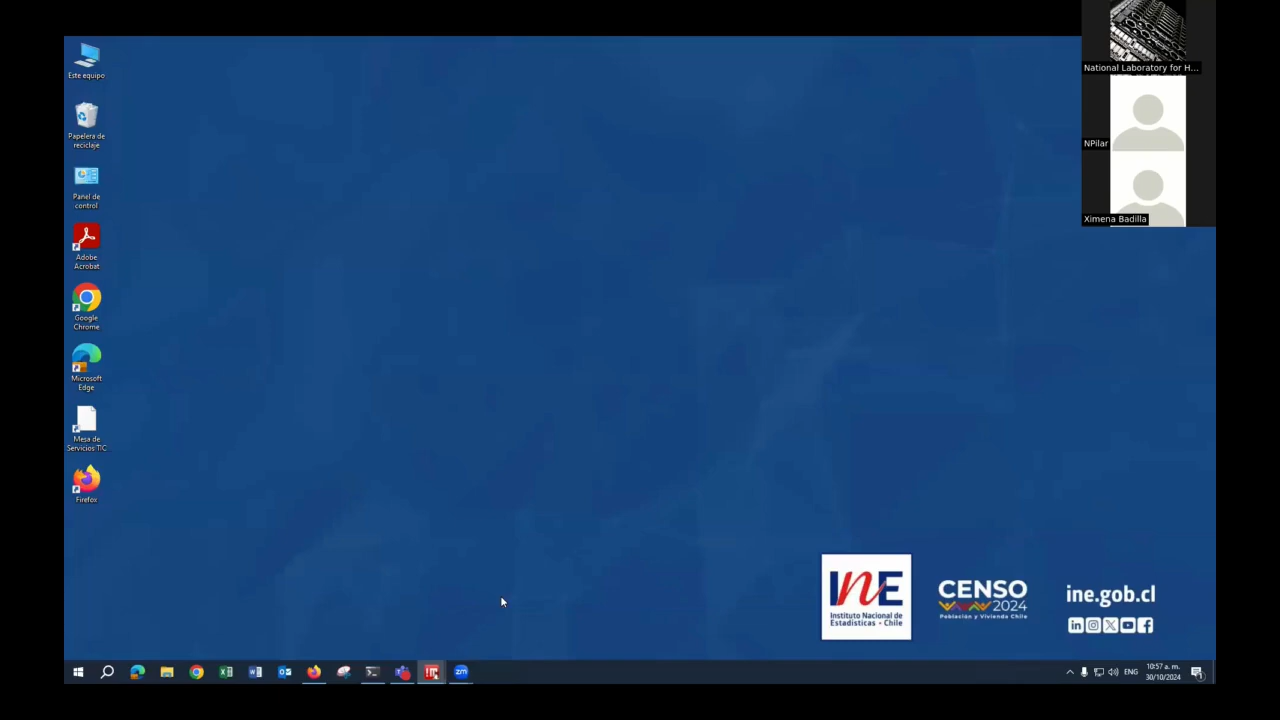 National Laboratory for H...
NPilar
Ximena Badilla
Este equipo
Papelera de
reciclaje
Panel de
control
Adobe
Acrobat
Google
Chrome
Microsoft
Edge
Mesa de
Servicios TIC
Firefox
INE
Instituto Nacional de
Estadísticas - Chile
CENSO
2024
Población y Vivienda Chile
ine.gob.cl
ENG
10:57 a. m.
30/10/2024
zm